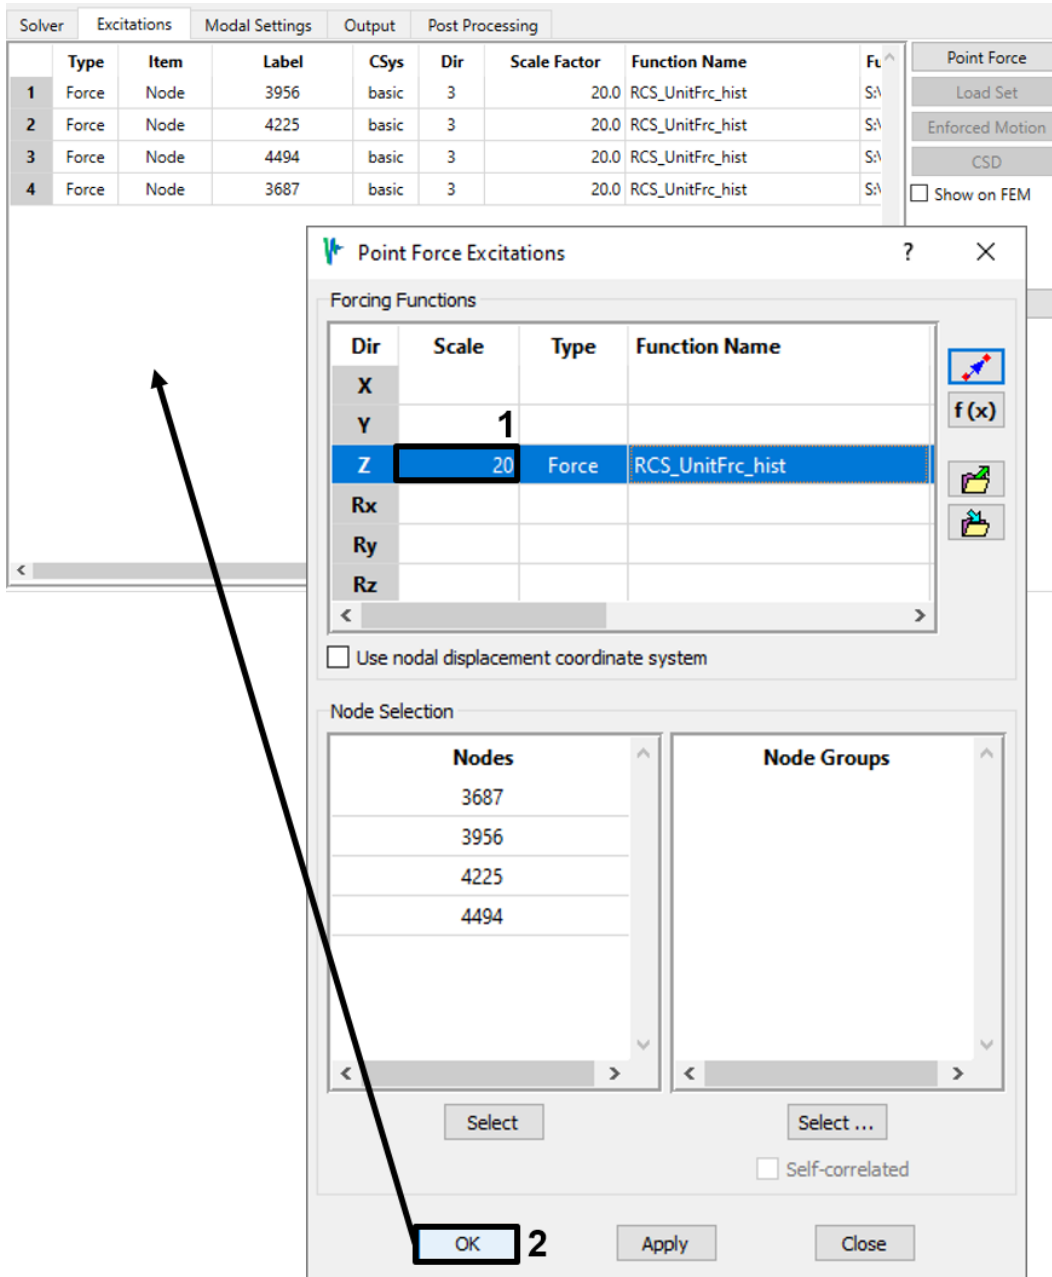 Solver Excitations Modal Settings Output Post Processing
Type Item Label CSys Dir Scale Factor Function Name Fu
1 Force Node 3956 basic 3 20.0 RCS_UnitFrc_hist S:\
2 Force Node 4225 basic 3 20.0 RCS_UnitFrc_hist S:\
3 Force Node 4494 basic 3 20.0 RCS_UnitFrc_hist S:\
4 Force Node 3687 basic 3 20.0 RCS_UnitFrc_hist S:\
Point Force
Load Set
Enforced Motion
CSD
Show on FEM
Point Force Excitations ?
Forcing Functions
Dir Scale Type Function Name
X
Y 1
Z 20 Force RCS_UnitFrc_hist
Rx
Ry
Rz
f (x)
Use nodal displacement coordinate system
Node Selection
Nodes
3687
3956
4225
4494
Node Groups
Select
Select ...
Self-correlated
OK 2 Apply Close